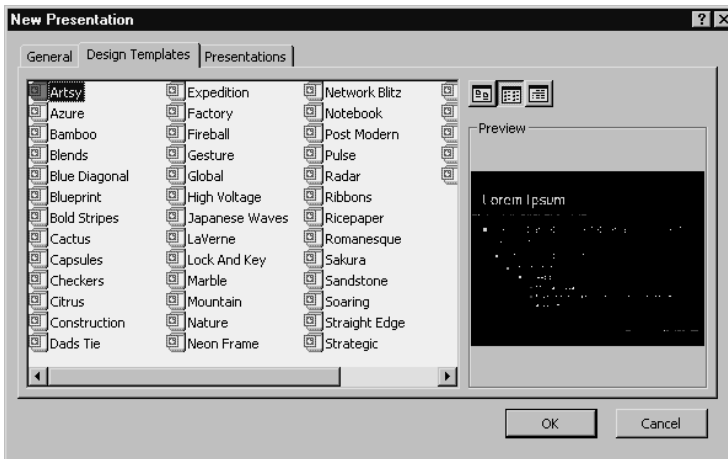 New Presentation
General Design Templates Presentations
Artsy Expedition Network Blitz
Azure Factory Notebook
Bamboo Fireball Post Modern
Blends Gesture Pulse
Blue Diagonal Global Radar
Blueprint High Voltage Ribbons
Bold Stripes Japanese Waves Ricepaper
Cactus LaVerne Romanesque
Capsules Lock And Key Sakura
Checkers Marble Sandstone
Citrus Mountain Soaring
Construction Nature Straight Edge
Dads Tie Neon Frame Strategic
Preview
Lorem Ipsum
OK Cancel